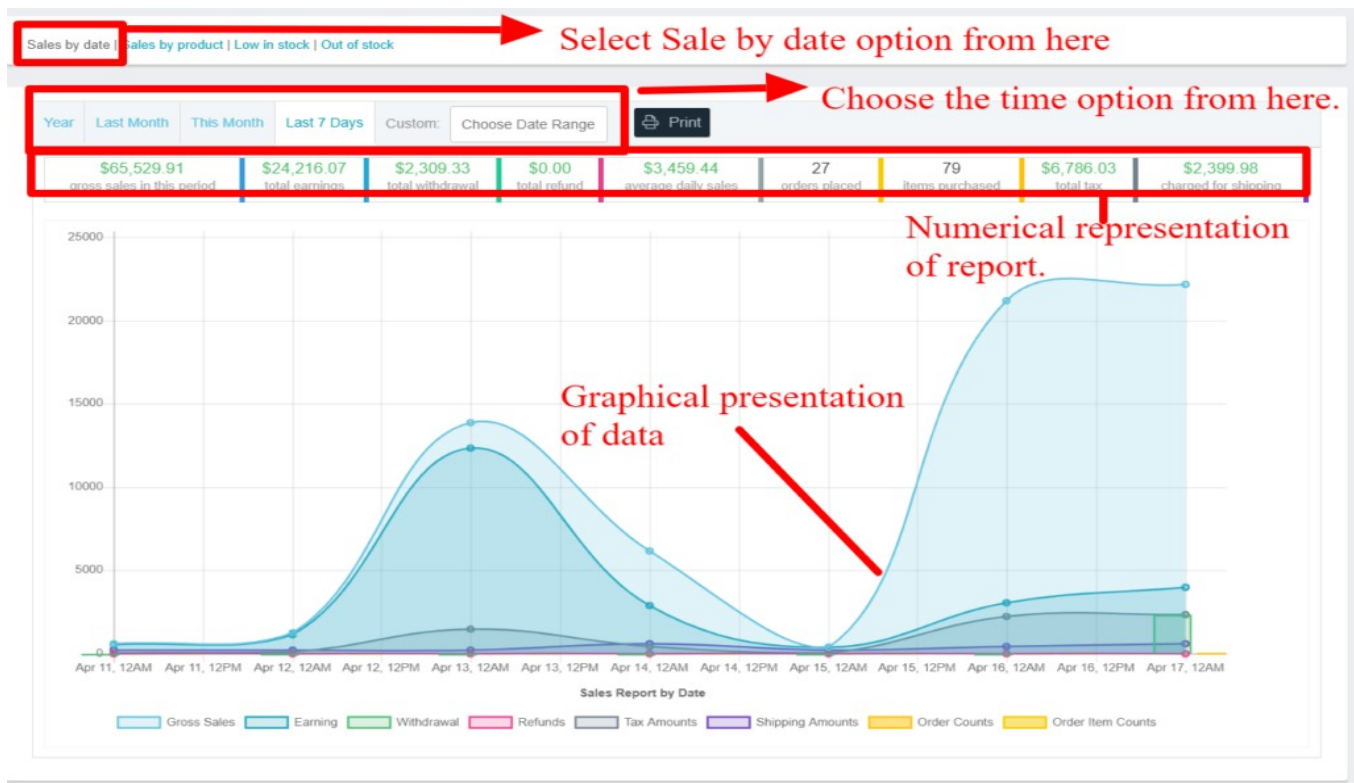 Sales by date | Sales by product | Low in stock | Out of stock
Select Sale by date option from here
Choose the time option from here.
Year Last Month This Month Last 7 Days Custom: Choose Date Range Print
$65,529.91 $24,216.07 $2,309.33 $0.00 $3,459.44 27 79 $6,786.03 $2,399.98
gross sales in this period total earnings total withdrawal total refund average daily sales orders placed items purchased total tax charged for shipping
Numerical representation
of report.
25000
20000
15000
Graphical presentation
of data
10000
5000
0
Apr 11, 12AM Apr 11, 12PM Apr 12, 12AM Apr 12, 12PM Apr 13, 12AM Apr 13, 12PM Apr 14, 12AM Apr 14, 12PM Apr 15, 12AM Apr 15, 12PM Apr 16, 12AM Apr 16, 12PM Apr 17, 12AM
Sales Report by Date
Gross Sales Earning Withdrawal Refunds Tax Amounts Shipping Amounts Order Counts Order Item Counts